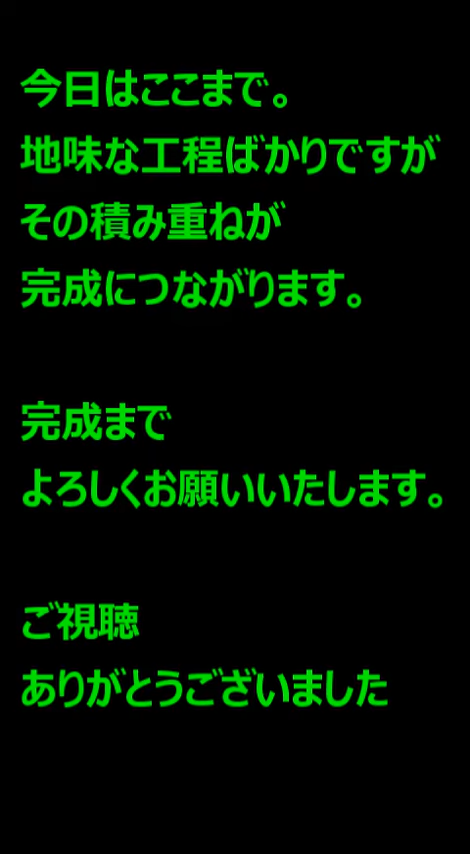 今日はここまで。
地味な工程ばかりですが
その積み重ねが
完成につながります。
完成まで
よろしくお願いいたします。
ご視聴
ありがとうございました